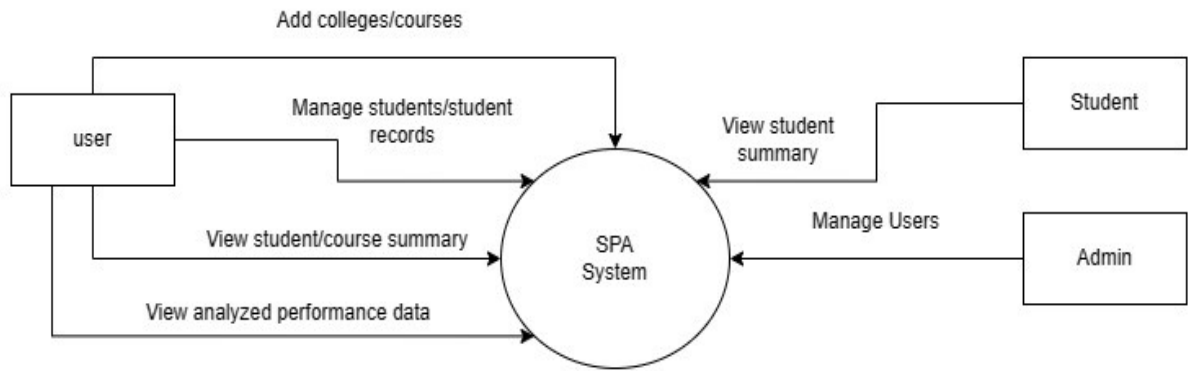 Add colleges/courses
user
Manage students/student
records
View student/course summary
View analyzed performance data
SPA
System
View student
summary
Student
Manage Users
Admin